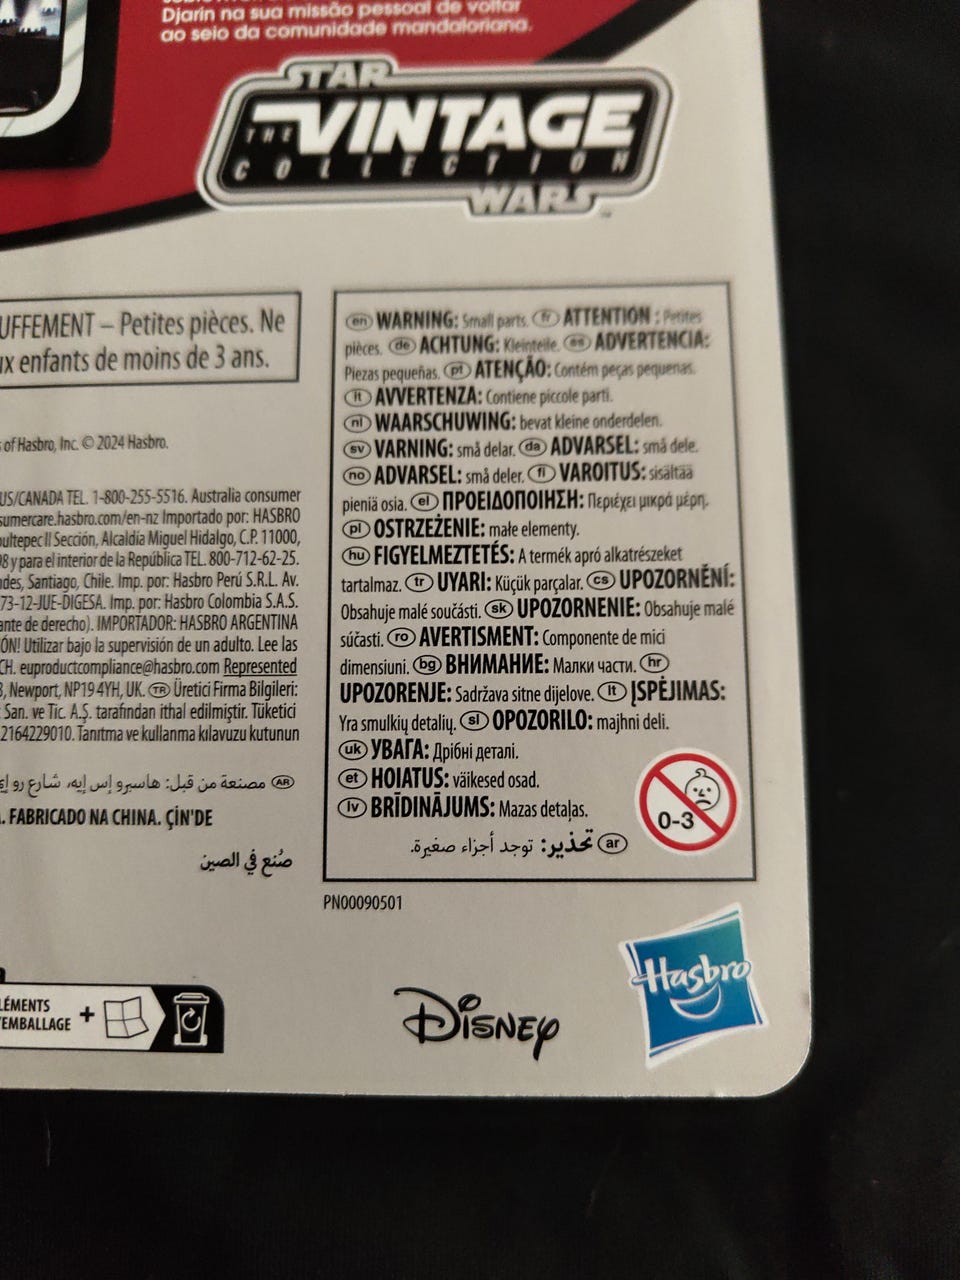 Djarin na sua missão pessoal de voltar
ao seio da comunidade mandaloriana.
STAR
THE VINTAGE
COLLECTION
WARS™
UFFEMENT – Petites pièces. Ne
ux enfants de moins de 3 ans.
s of Hasbro, Inc. © 2024 Hasbro.
US/CANADA TEL. 1-800-255-5516. Australia consumer
sumercare.hasbro.com/en-nz Importado por: HASBRO
pultepec II Sección, Alcaldía Miguel Hidalgo, C.P. 11000,
98 y para el interior de la República TEL. 800-712-62-25.
des, Santiago, Chile. Imp. por: Hasbro Perú S.R.L. Av.
73-12-JUE-DIGESA. Imp. por: Hasbro Colombia S.A.S.
ante de derecho). IMPORTADOR: HASBRO ARGENTINA
ÓN! Utilizar bajo la supervisión de un adulto. Lee las
CH. euproductcompliance@hasbro.com Represented
3, Newport, NP19 4YH, UK. TR Üretici Firma Bilgileri:
San. ve Tic. A.Ş. tarafından ithal edilmiştir. Tüketici
2164229010. Tanıtma ve kullanma kılavuzu kutunun
AR مصنعة من قبل: هاسبرو إس إيه، شارع رو إي
. FABRICADO NA CHINA. ÇİN'DE
صُنع في الصين
en WARNING: Small parts. fr ATTENTION : Petites
pièces. de ACHTUNG: Kleinteile. es ADVERTENCIA:
Piezas pequeñas. pt ATENÇÃO: Contém peças pequenas.
it AVVERTENZA: Contiene piccole parti.
nl WAARSCHUWING: bevat kleine onderdelen.
sv VARNING: små delar. da ADVARSEL: små dele.
no ADVARSEL: små deler. fi VAROITUS: sisältää
pieniä osia. el ΠΡΟΕΙΔΟΠΟΙΗΣΗ: Περιέχει μικρά μέρη.
pl OSTRZEŻENIE: małe elementy.
hu FIGYELMEZTETÉS: A termék apró alkatrészeket
tartalmaz. tr UYARI: Küçük parçalar. cs UPOZORNĚNÍ:
Obsahuje malé součásti. sk UPOZORNENIE: Obsahuje malé
súčasti. ro AVERTISMENT: Componente de mici
dimensiuni. bg ВНИМАНИЕ: Малки части. hr
UPOZORENJE: Sadržava sitne dijelove. lt ĮSPĖJIMAS:
Yra smulkių detalių. sl OPOZORILO: majhni deli.
uk УВАГА: Дрібні деталі.
et HOIATUS: väikesed osad.
lv BRĪDINĀJUMS: Mazas detaļas.
ar تحذير: توجد أجزاء صغيرة.
0-3
PN00090501
LÉMENTS
'EMBALLAGE +
Disney
Hasbro